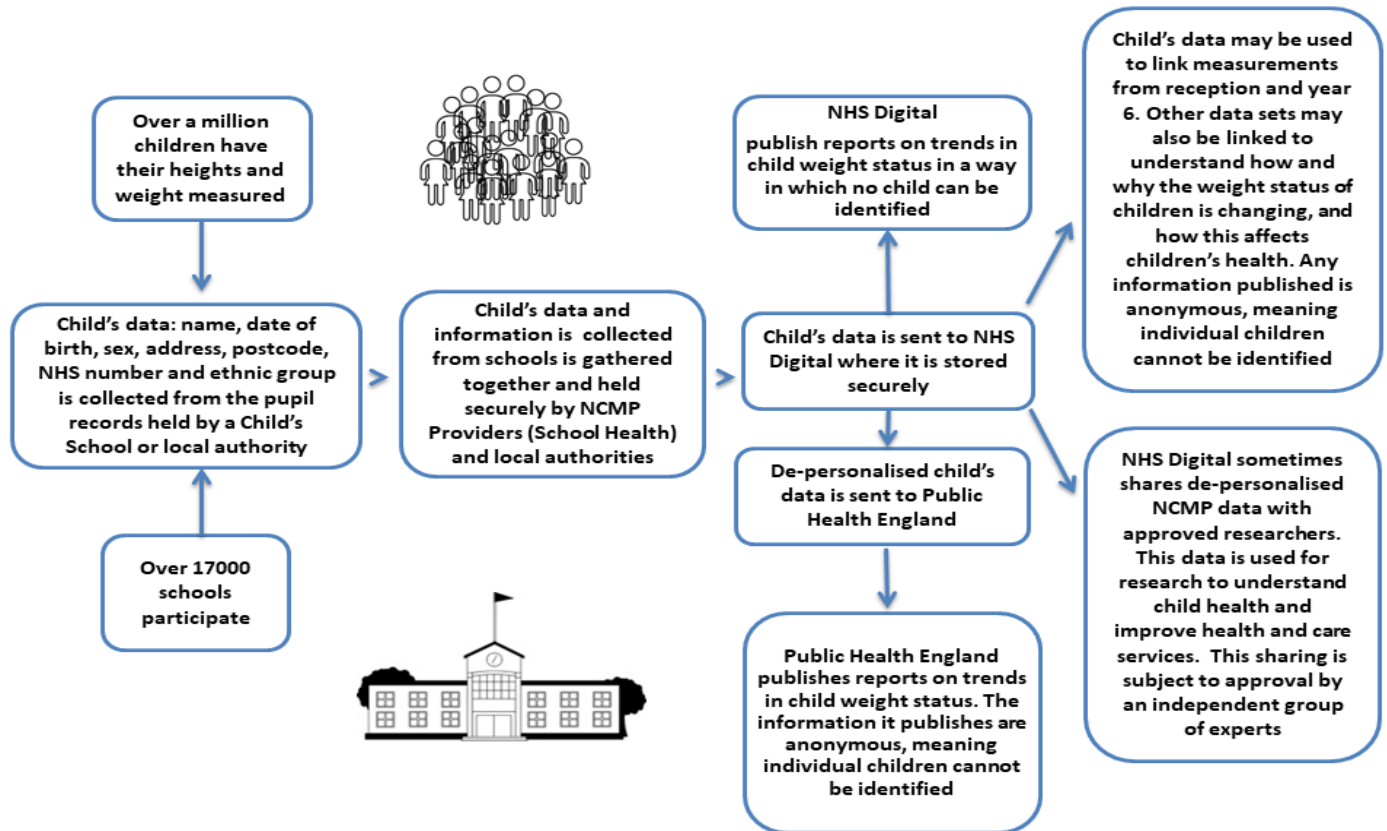 Over a million
children have
their heights and
weight measured
Child’s data: name, date of
birth, sex, address, postcode,
NHS number and ethnic group
is collected from the pupil
records held by a Child’s
School or local authority
Over 17000
schools
participate
Child’s data and
information is collected
from schools is gathered
together and held
securely by NCMP
Providers (School Health)
and local authorities
NHS Digital
publish reports on trends in
child weight status in a way
in which no child can be
identified
Child’s data is sent to NHS
Digital where it is stored
securely
De-personalised child’s
data is sent to Public
Health England
Public Health England
publishes reports on trends
in child weight status. The
information it publishes are
anonymous, meaning
individual children cannot
be identified
Child’s data may be used
to link measurements
from reception and year
6. Other data sets may
also be linked to
understand how and
why the weight status of
children is changing, and
how this affects
children’s health. Any
information published is
anonymous, meaning
individual children
cannot be identified
NHS Digital sometimes
shares de-personalised
NCMP data with
approved researchers.
This data is used for
research to understand
child health and
improve health and care
services. This sharing is
subject to approval by
an independent group
of experts